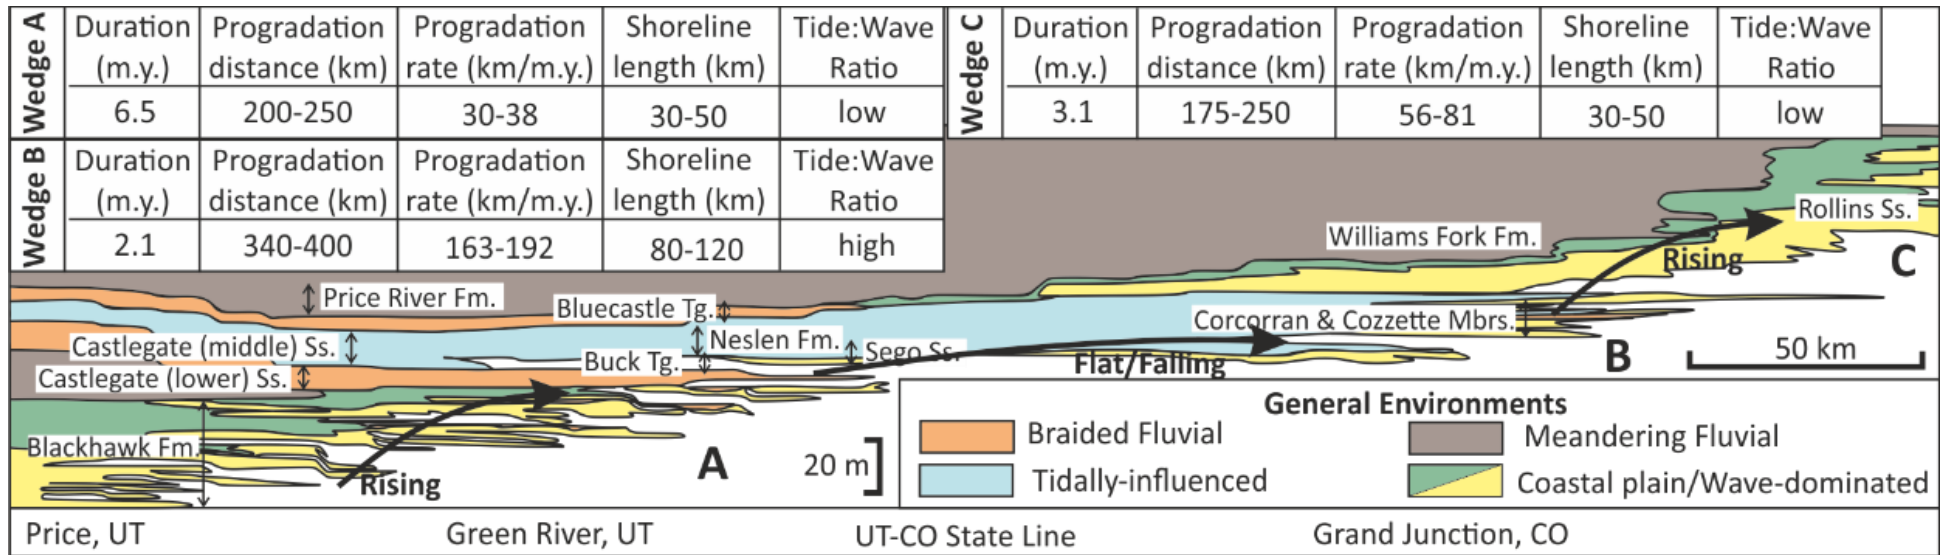 Wedge A
Duration (m.y.) Progradation distance (km) Progradation rate (km/m.y.) Shoreline length (km) Tide:Wave Ratio
6.5 200-250 30-38 30-50 low
Wedge B
Duration (m.y.) Progradation distance (km) Progradation rate (km/m.y.) Shoreline length (km) Tide:Wave Ratio
2.1 340-400 163-192 80-120 high
Wedge C
Duration (m.y.) Progradation distance (km) Progradation rate (km/m.y.) Shoreline length (km) Tide:Wave Ratio
3.1 175-250 56-81 30-50 low
Rollins Ss.
Williams Fork Fm.
Rising
C
Price River Fm.
Bluecastle Tg.
Corcorran & Cozzette Mbrs.
Castlegate (middle) Ss.
Neslen Fm.
Sego Ss.
Buck Tg.
Flat/Falling
B
50 km
Castlegate (lower) Ss.
Blackhawk Fm.
Rising
A
20 m
General Environments
Braided Fluvial
Meandering Fluvial
Tidally-influenced
Coastal plain/Wave-dominated
Price, UT
Green River, UT
UT-CO State Line
Grand Junction, CO